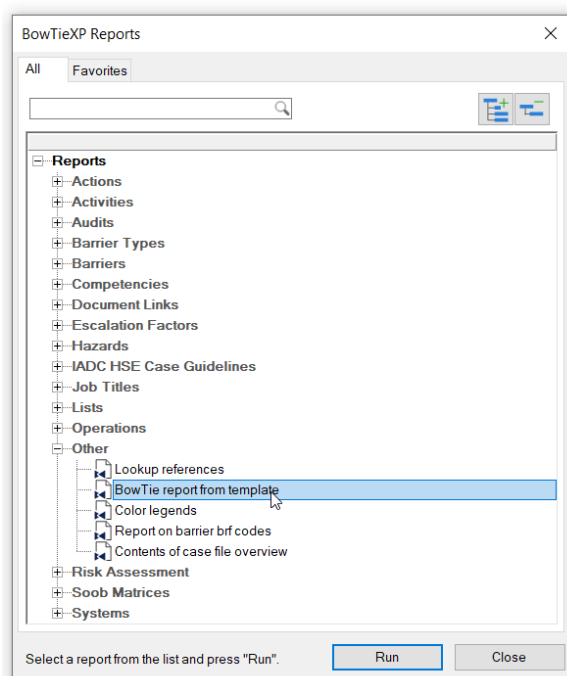 BowTieXP Reports
All
Favorites
Reports
Actions
Activities
Audits
Barrier Types
Barriers
Competencies
Document Links
Escalation Factors
Hazards
IADC HSE Case Guidelines
Job Titles
Lists
Operations
Other
Lookup references
BowTie report from template
Color legends
Report on barrier brf codes
Contents of case file overview
Risk Assessment
Soob Matrices
Systems
Select a report from the list and press "Run".
Run
Close